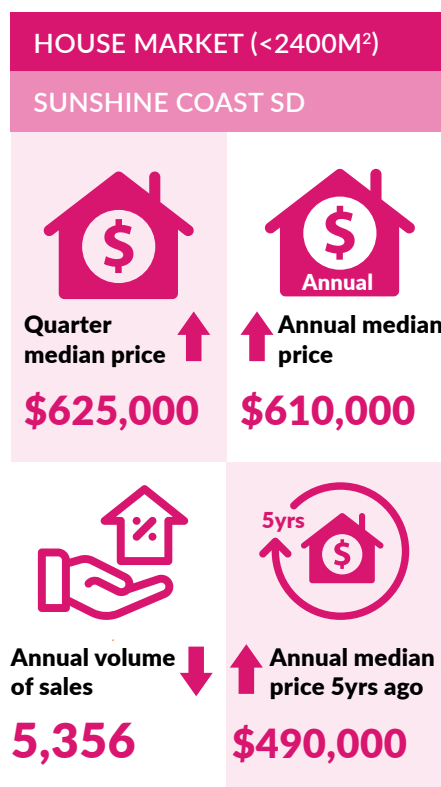 HOUSE MARKET (<2400M²)
SUNSHINE COAST SD
$
Quarter
median price
$625,000
$
Annual
Annual median
price
$610,000
%
Annual volume
of sales
5,356
5yrs
$
Annual median
price 5yrs ago
$490,000